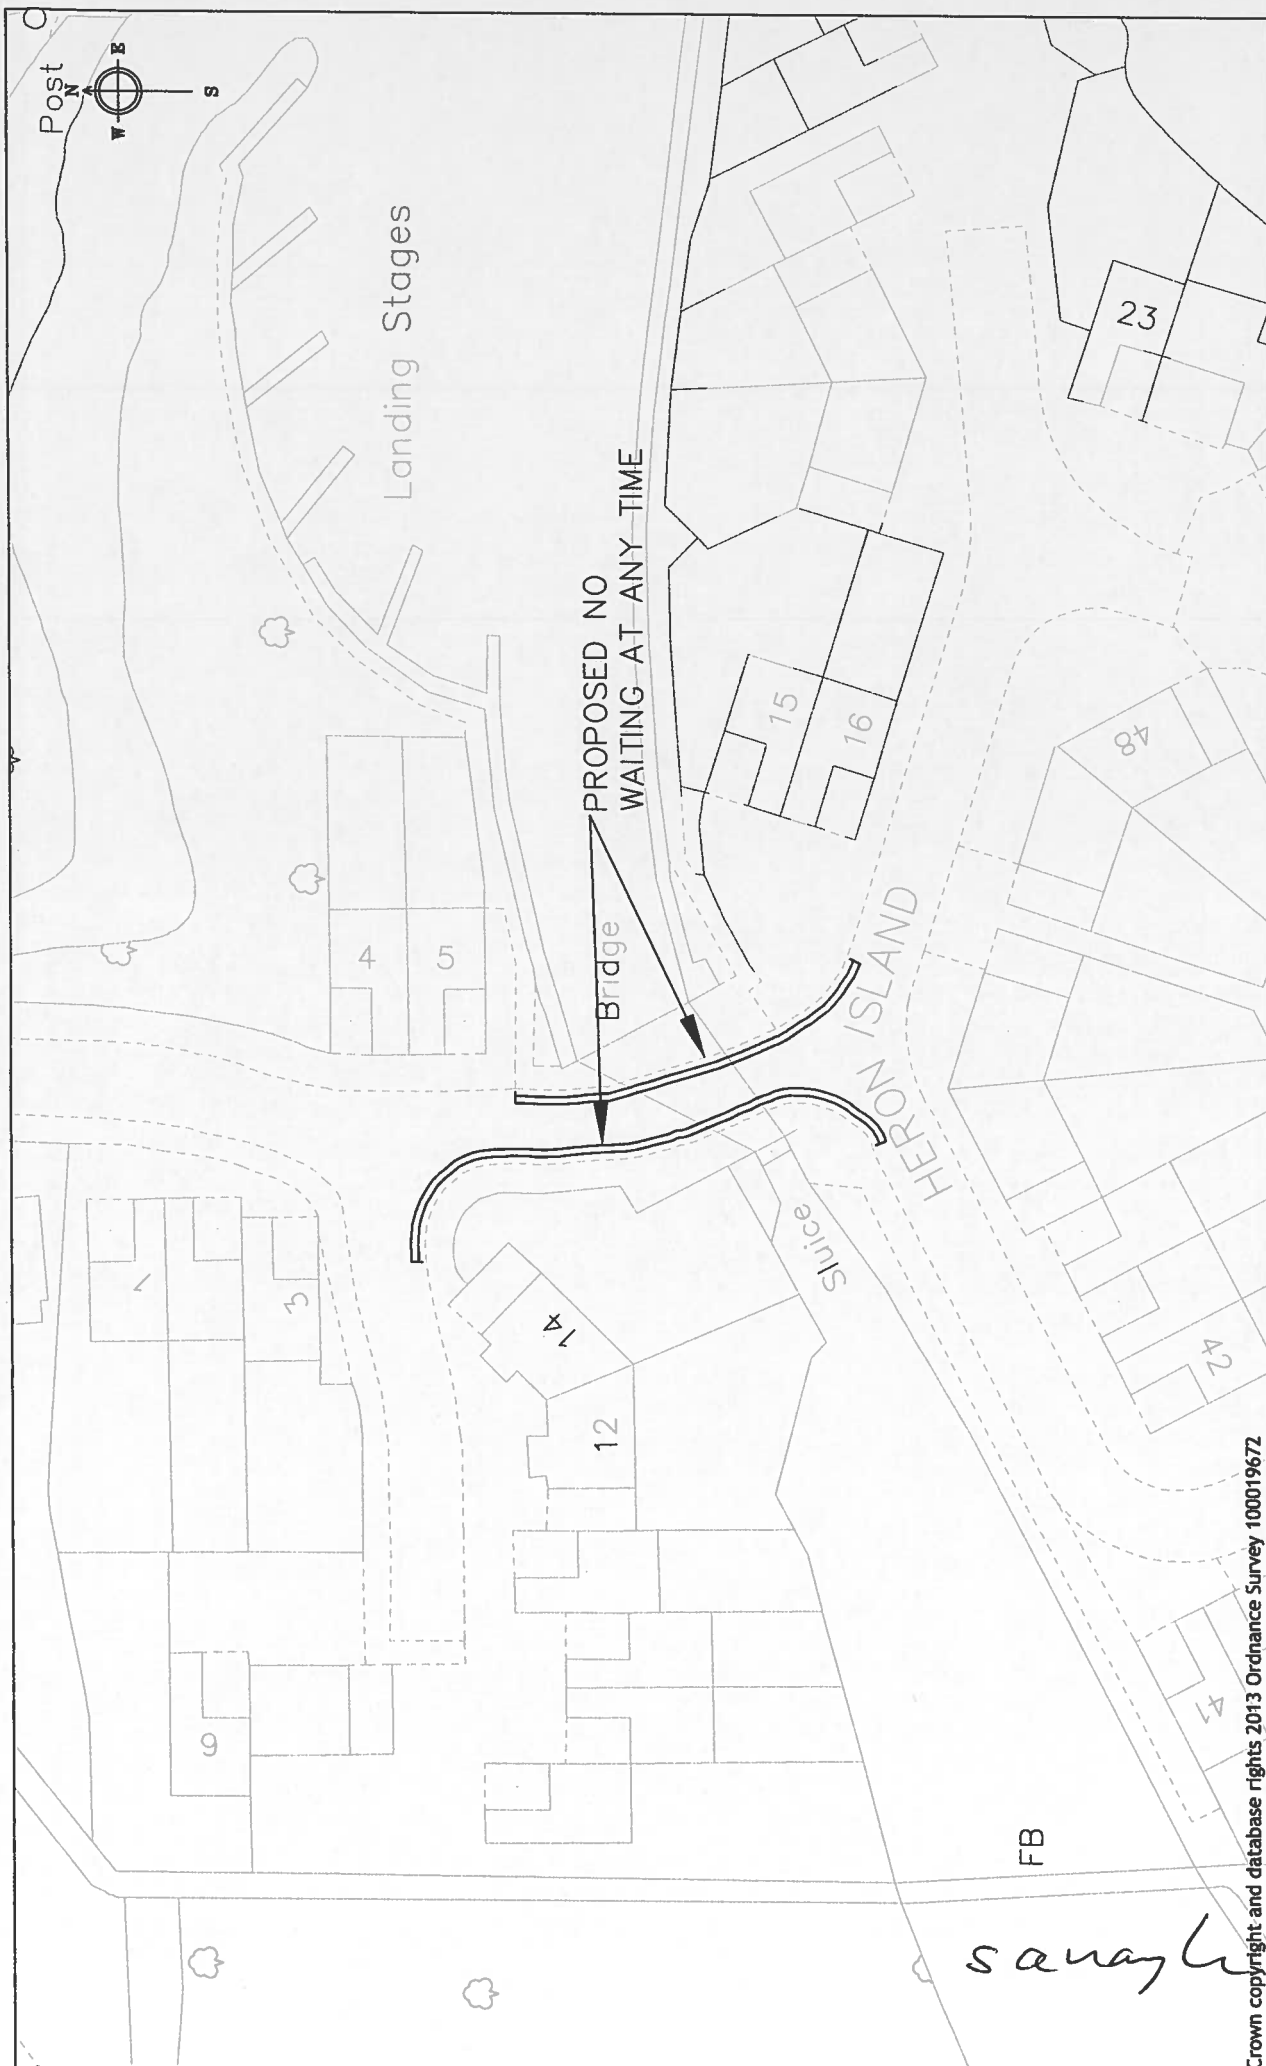 Post
N
E
W
S
Landing Stages
PROPOSED NO
WAITING AT ANY TIME
Bridge
23
15
16
48
4
5
HERON ISLAND
1
3
14
12
Sluice
42
9
41
FB
Crown copyright and database rights 2013 Ordnance Survey 100019672